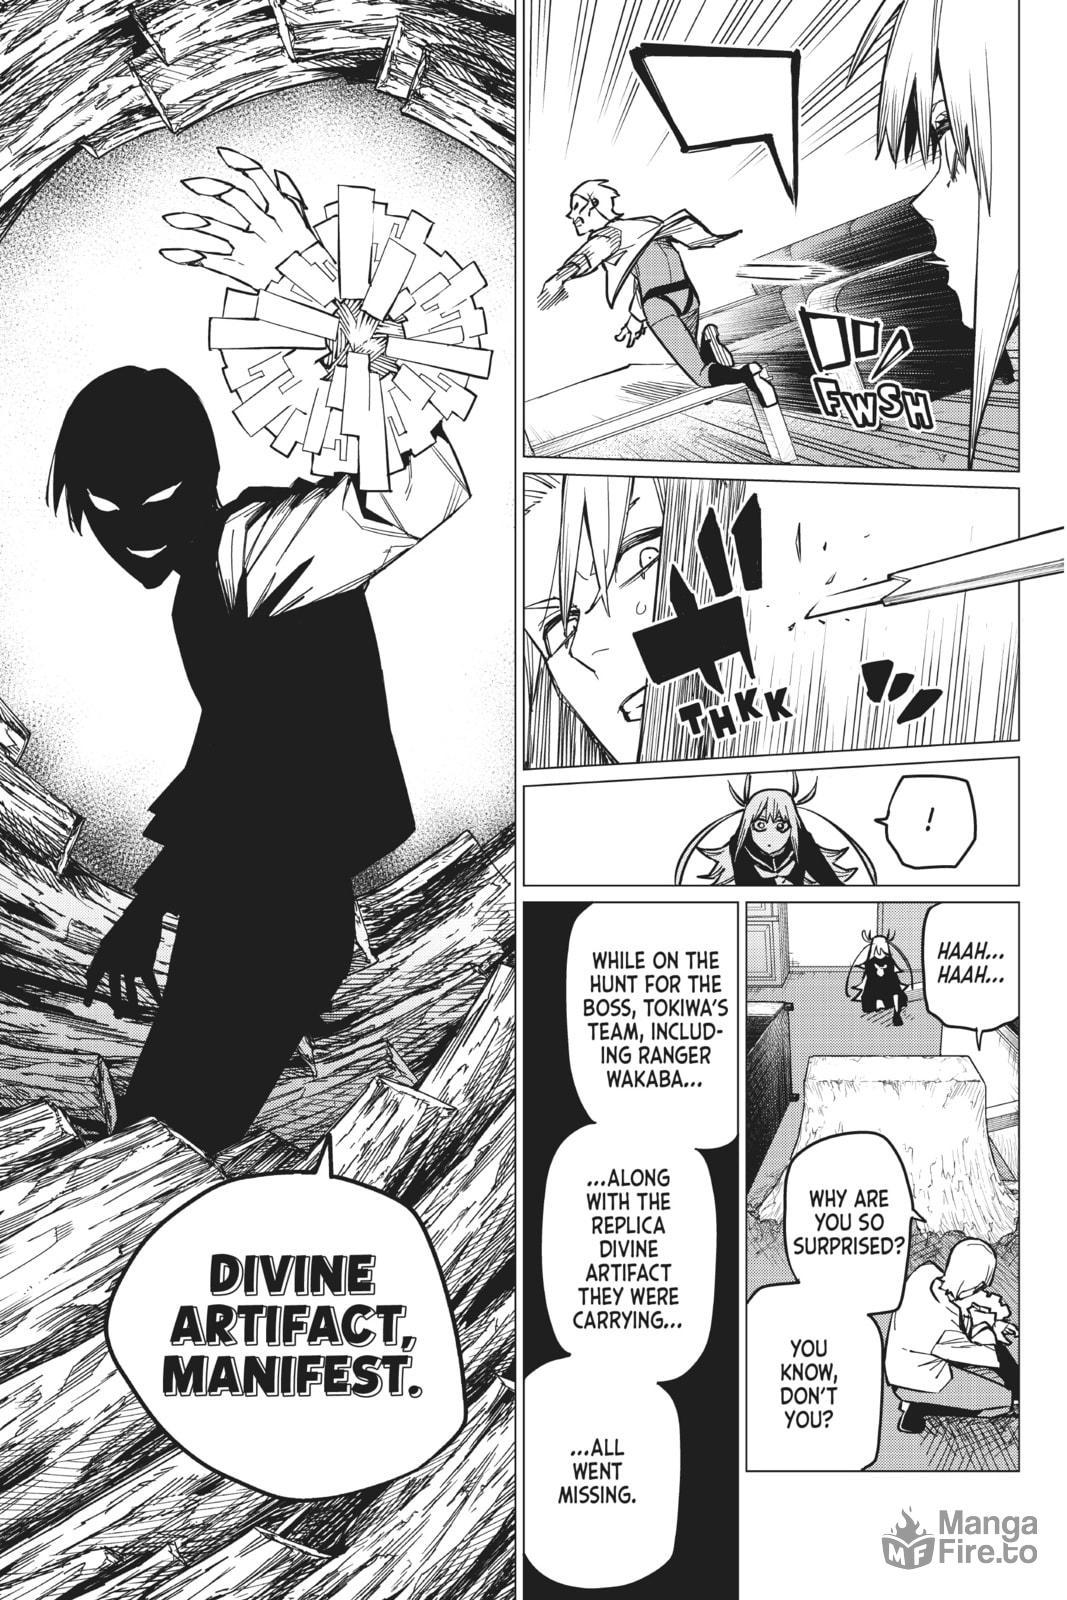 FWSH
THKK
!
HAAH...
HAAH...
WHY ARE
YOU SO
SURPRISED?
YOU
KNOW,
DON'T
YOU?
WHILE ON THE
HUNT FOR THE
BOSS, TOKIWA'S
TEAM, INCLUD-
ING RANGER
WAKABA...
...ALONG
WITH THE
REPLICA
DIVINE
ARTIFACT
THEY WERE
CARRYING...
...ALL
WENT
MISSING.
DIVINE
ARTIFACT,
MANIFEST.
MF
Manga
Fire.to